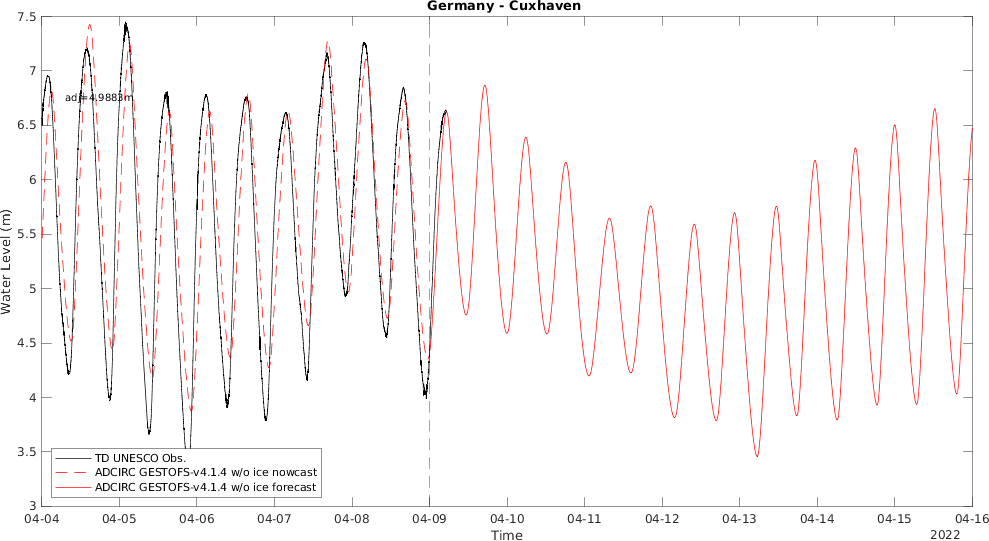 Germany - Cuxhaven
7.5
7
6.5
6
5.5
5
4.5
4
3.5
3
Water Level (m)
adj=4.9883m
TD UNESCO Obs.
ADCIRC GESTOFS-v4.1.4 w/o ice nowcast
ADCIRC GESTOFS-v4.1.4 w/o ice forecast
04-04 04-05 04-06 04-07 04-08 04-09 04-10 04-11 04-12 04-13 04-14 04-15 04-16
Time
2022